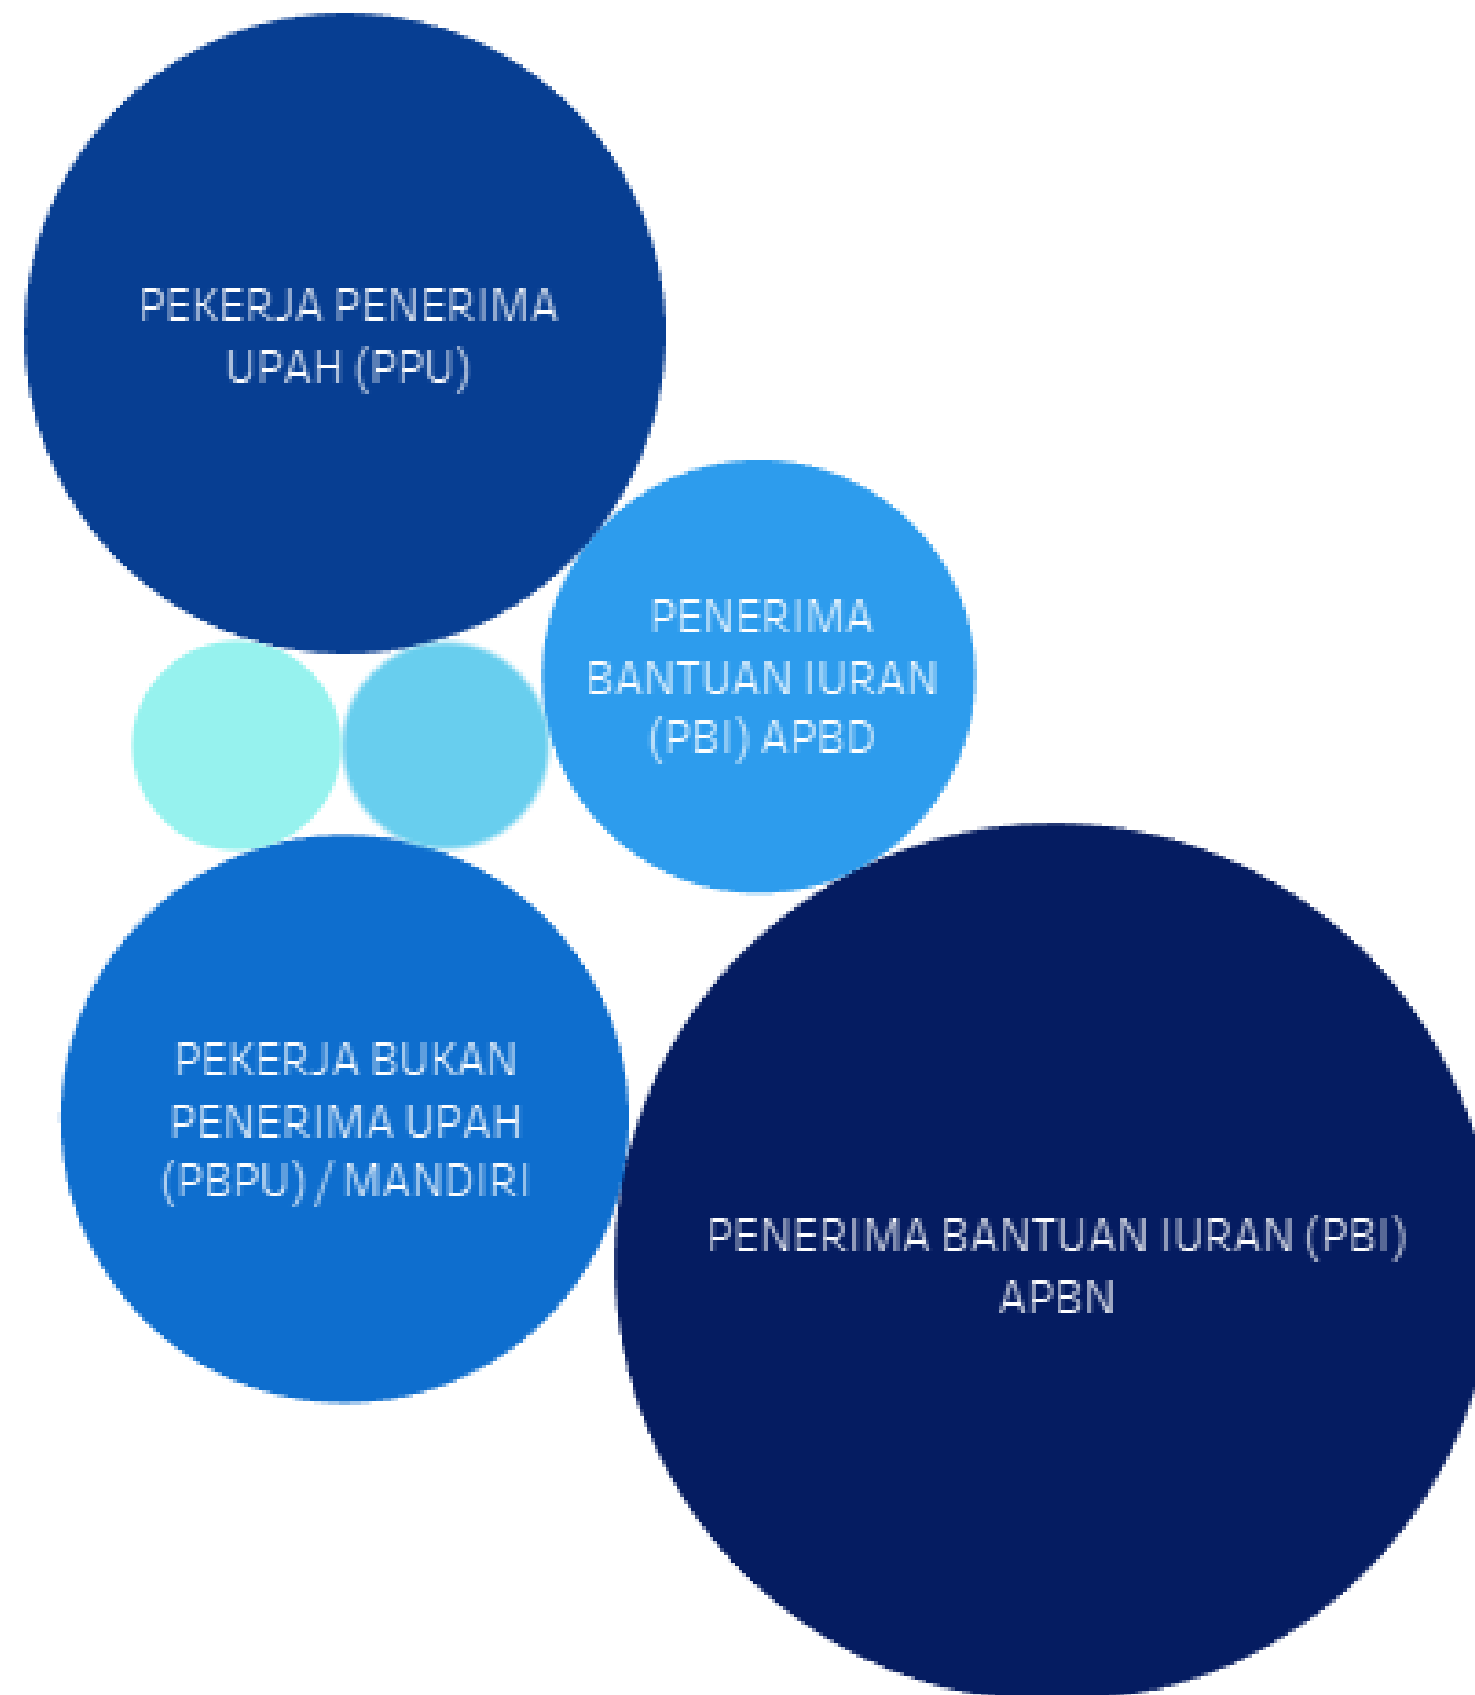 PEKERJA PENERIMA
UPAH (PPU)
PENERIMA
BANTUAN IURAN
(PBI) APBD
PEKERJA BUKAN
PENERIMA UPAH
(PBPU) / MANDIRI
PENERIMA BANTUAN IURAN (PBI)
APBN